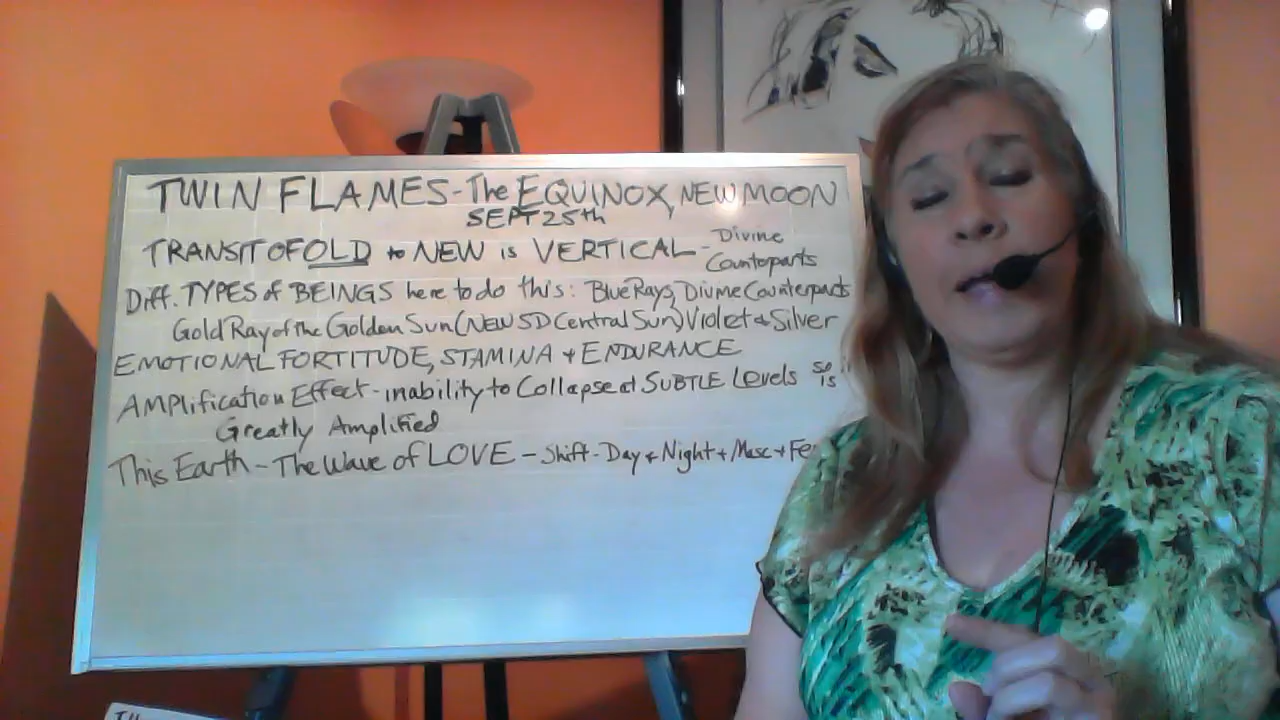 TWIN FLAMES - The EQUINOX, NEW MOON
SEPT 25th
TRANSIT OF OLD to NEW is VERTICAL - Divine
Counterparts
Diff. TYPES of BEINGS here to do this: Blue Rays, Divine Counterparts
Gold Ray of the Golden Sun (NEW 5D Central Sun) Violet & Silver
EMOTIONAL FORTITUDE, STAMINA + ENDURANCE
AMPlification Effect - inability to Collapse at SUBTLE Levels so
is
Greatly Amplified
This Earth - The Wave of LOVE - Shift - Day & Night + Masc + Fe